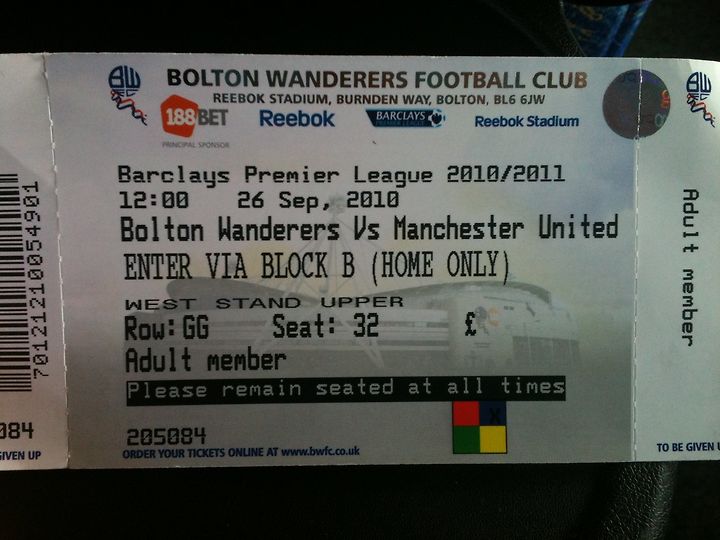 BOLTON WANDERERS FOOTBALL CLUB
REEBOK STADIUM, BURNDEN WAY, BOLTON, BL6 6JW
188BET Reebok BARCLAYS PREMIER LEAGUE Reebok Stadium
PRINCIPAL SPONSOR
Barclays Premier League 2010/2011
12:00 26 Sep, 2010
Bolton Wanderers Vs Manchester United
ENTER VIA BLOCK B (HOME ONLY)
WEST STAND UPPER
Row: GG Seat: 32 £
Adult member
Please remain seated at all times
X
205084
ORDER YOUR TICKETS ONLINE AT www.bwfc.co.uk
70121210054901
084
GIVEN UP
Adult member
TO BE GIVEN